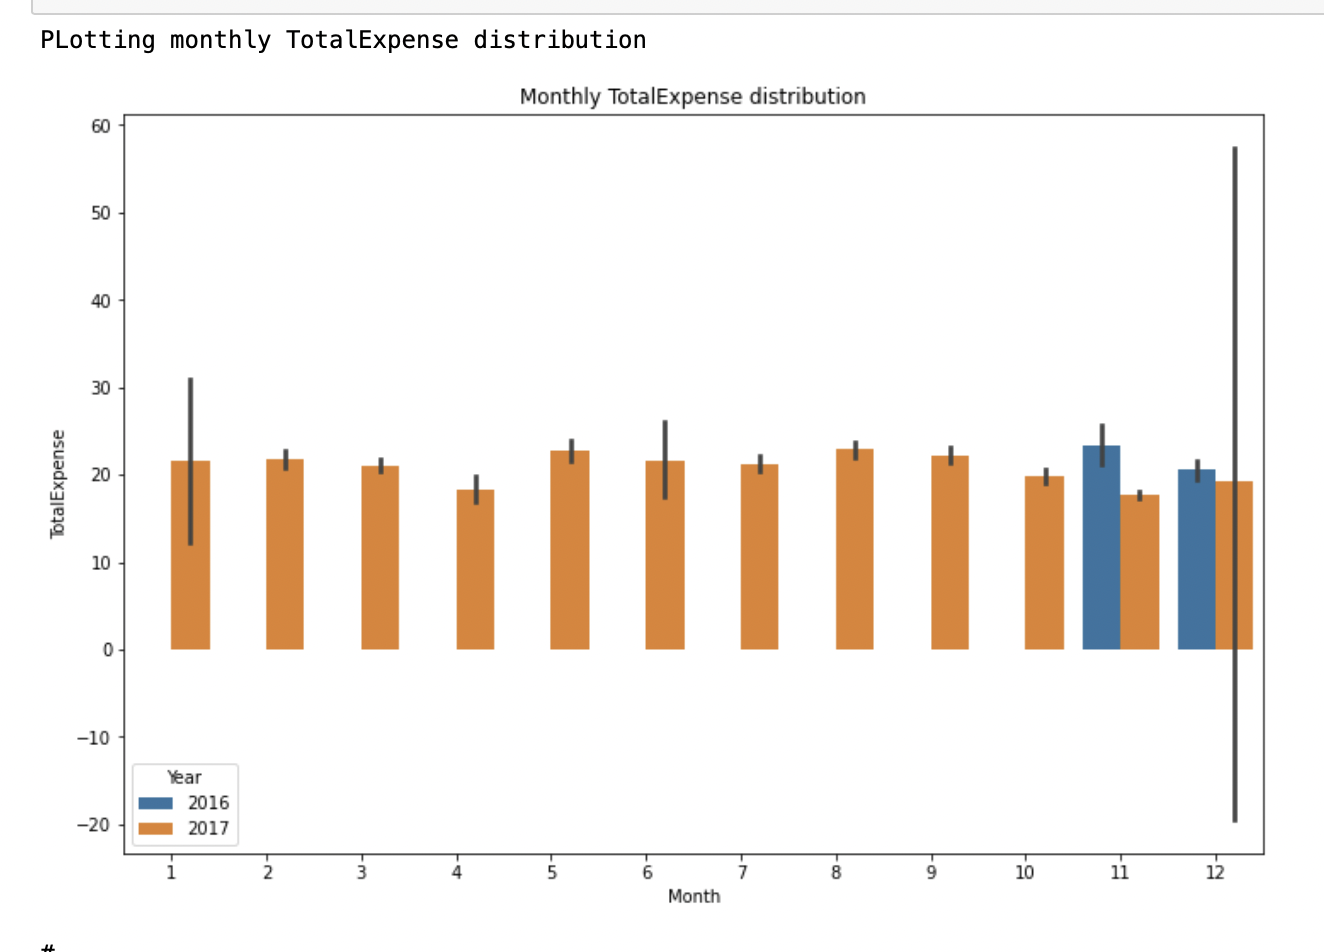 PLotting monthly TotalExpense distribution
Monthly TotalExpense distribution
60
50
40
30
20
10
0
−10
−20
TotalExpense
Year
2016
2017
1 2 3 4 5 6 7 8 9 10 11 12
Month
#